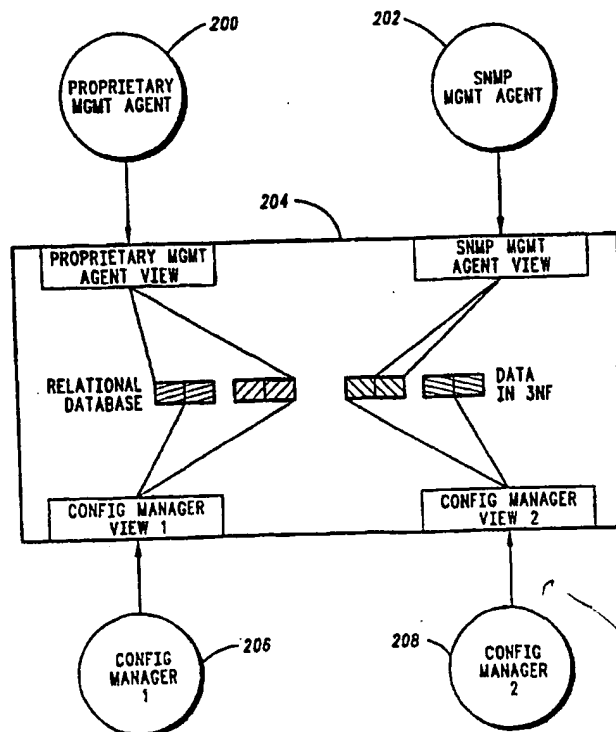 200
202
PROPRIETARY
MGMT AGENT
SNMP
MGMT AGENT
204
PROPRIETARY MGMT
AGENT VIEW
SNMP MGMT
AGENT VIEW
RELATIONAL
DATABASE
DATA
IN 3NF
CONFIG MANAGER
VIEW 1
CONFIG MANAGER
VIEW 2
206
208
CONFIG
MANAGER
1
CONFIG
MANAGER
2